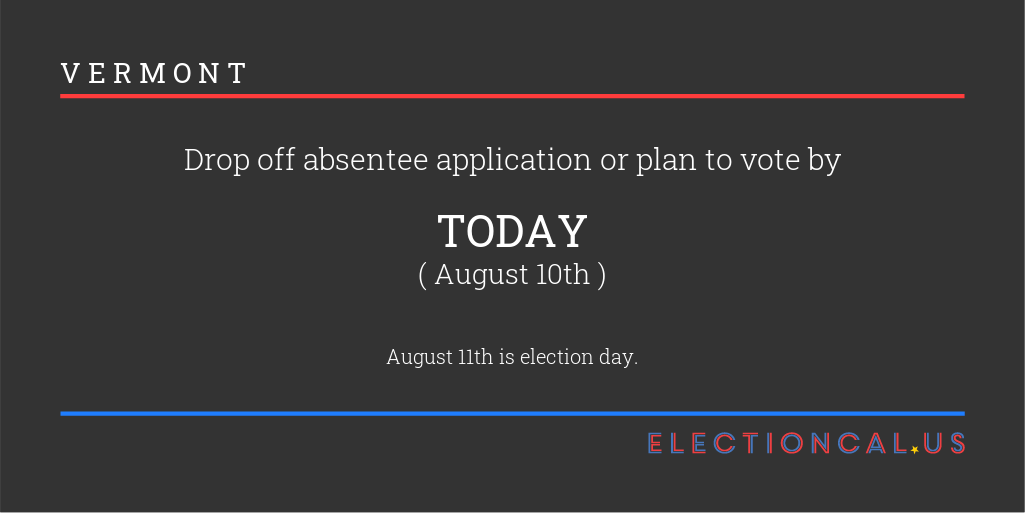 VERMONT
Drop off absentee application or plan to vote by
TODAY
( August 10th )
August 11th is election day.
ELECTIONCAL.US